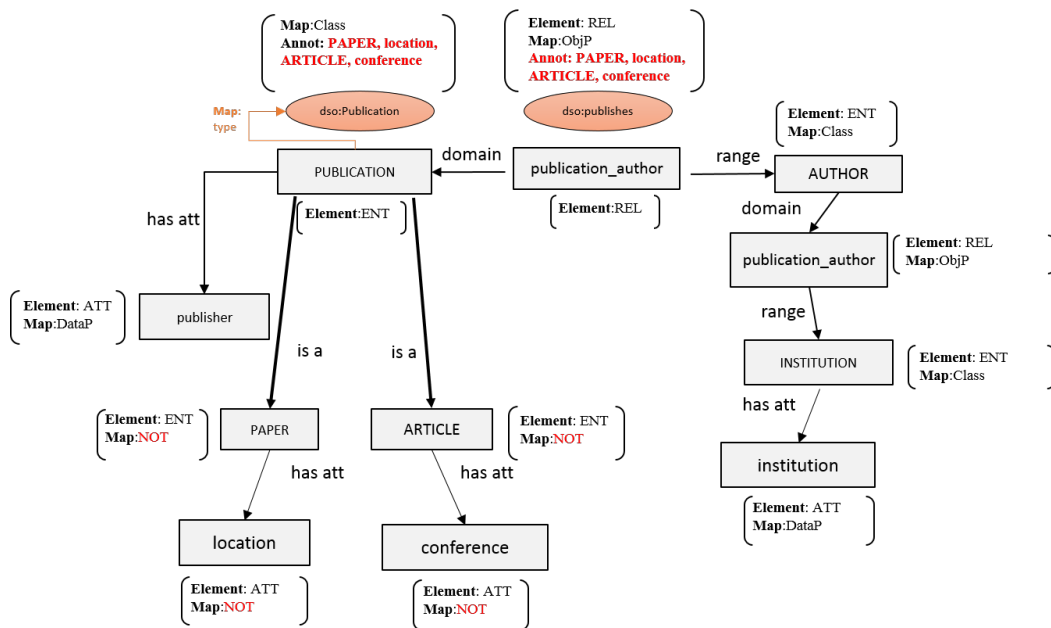 Map:Class
Annot: PAPER, location,
ARTICLE, conference
Element: REL
Map:ObjP
Annot: PAPER, location,
ARTICLE, conference
Map:
type
dso:Publication
dso:publishes
Element: ENT
Map:Class
PUBLICATION
domain
publication_author
range
AUTHOR
has att
Element:ENT
Element:REL
domain
publication_author
Element: REL
Map:ObjP
Element: ATT
Map:DataP
publisher
range
is a
is a
INSTITUTION
Element: ENT
Map:Class
Element: ENT
Map:NOT
PAPER
ARTICLE
Element: ENT
Map:NOT
has att
has att
has att
institution
Element: ATT
Map:DataP
location
conference
Element: ATT
Map:NOT
Element: ATT
Map:NOT